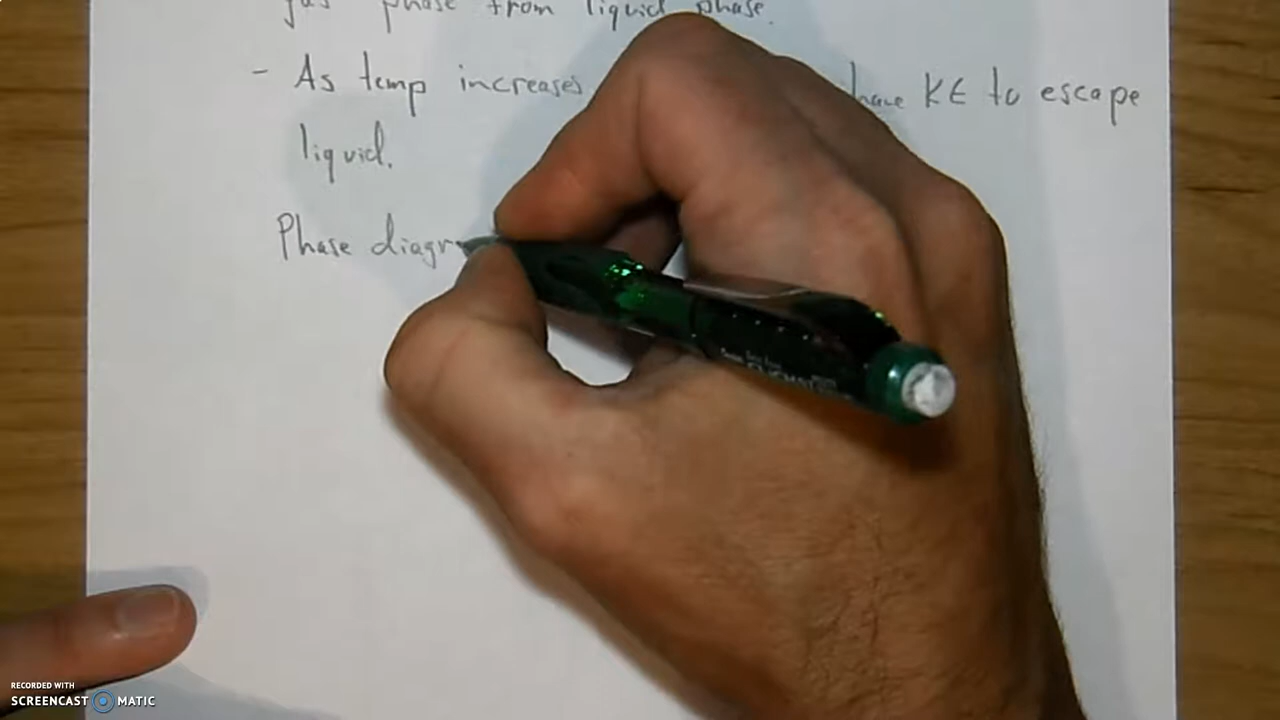 gas phase from liquid phase.
- As temp increases have KE to escape
liquid.
Phase diagr
RECORDED WITH
SCREENCAST MATIC